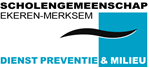 SCHOLENGEMEENSCHAP
EKEREN-MERKSEM
DIENST PREVENTIE & MILIEU